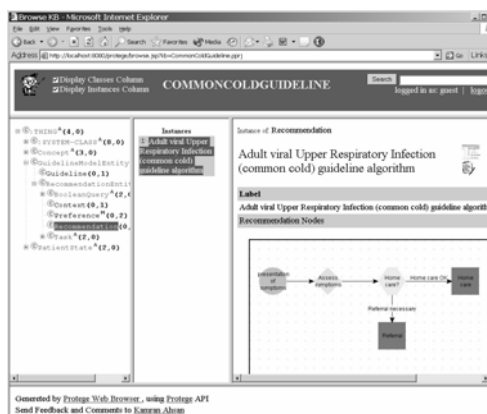 Browse KB - Microsoft Internet Explorer
File Edit View Favorites Tools Help
Back Search Favorites Media
Address http://localhost:8080/protege/browse.jsp?kb=CommonColdGuideline.pprj Go Links
Display Classes Column
Display Instances Column
COMMONCOLDGUIDELINE
Search
logged in as: guest | logout
:THING A (4,0)
:SYSTEM-CLASS A (8,0)
Concept A (3,0)
GuidelineModelEntity
Guideline (0,1)
RecommendationEntit
BooleanQuery A (2,0
Context (0,1)
Preference M (0,2)
Recommendation (0,
Task A (2,0)
PatientState A (2,0)
Instances
Adult viral Upper
Respiratory Infection
(common cold)
guideline algorithm
Instance of Recommendation
Adult viral Upper Respiratory Infection
(common cold) guideline algorithm
Label
Adult viral Upper Respiratory Infection (common cold) guideline algorith
Recommendation Nodes
presentation of symptoms
Assess symptoms
Home care?
Home care OK
Home care
Referral necessary
Referral
Generated by Protege Web Browser , using Protege API
Send Feedback and Comments to Kamran Ahsan